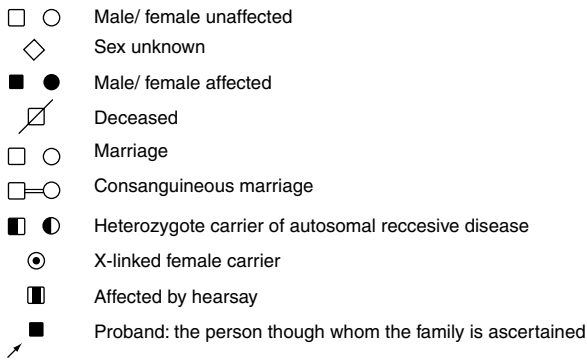 Male/ female unaffected
Sex unknown
Male/ female affected
Deceased
Marriage
Consanguineous marriage
Heterozygote carrier of autosomal reccesive disease
X-linked female carrier
Affected by hearsay
Proband: the person though whom the family is ascertained